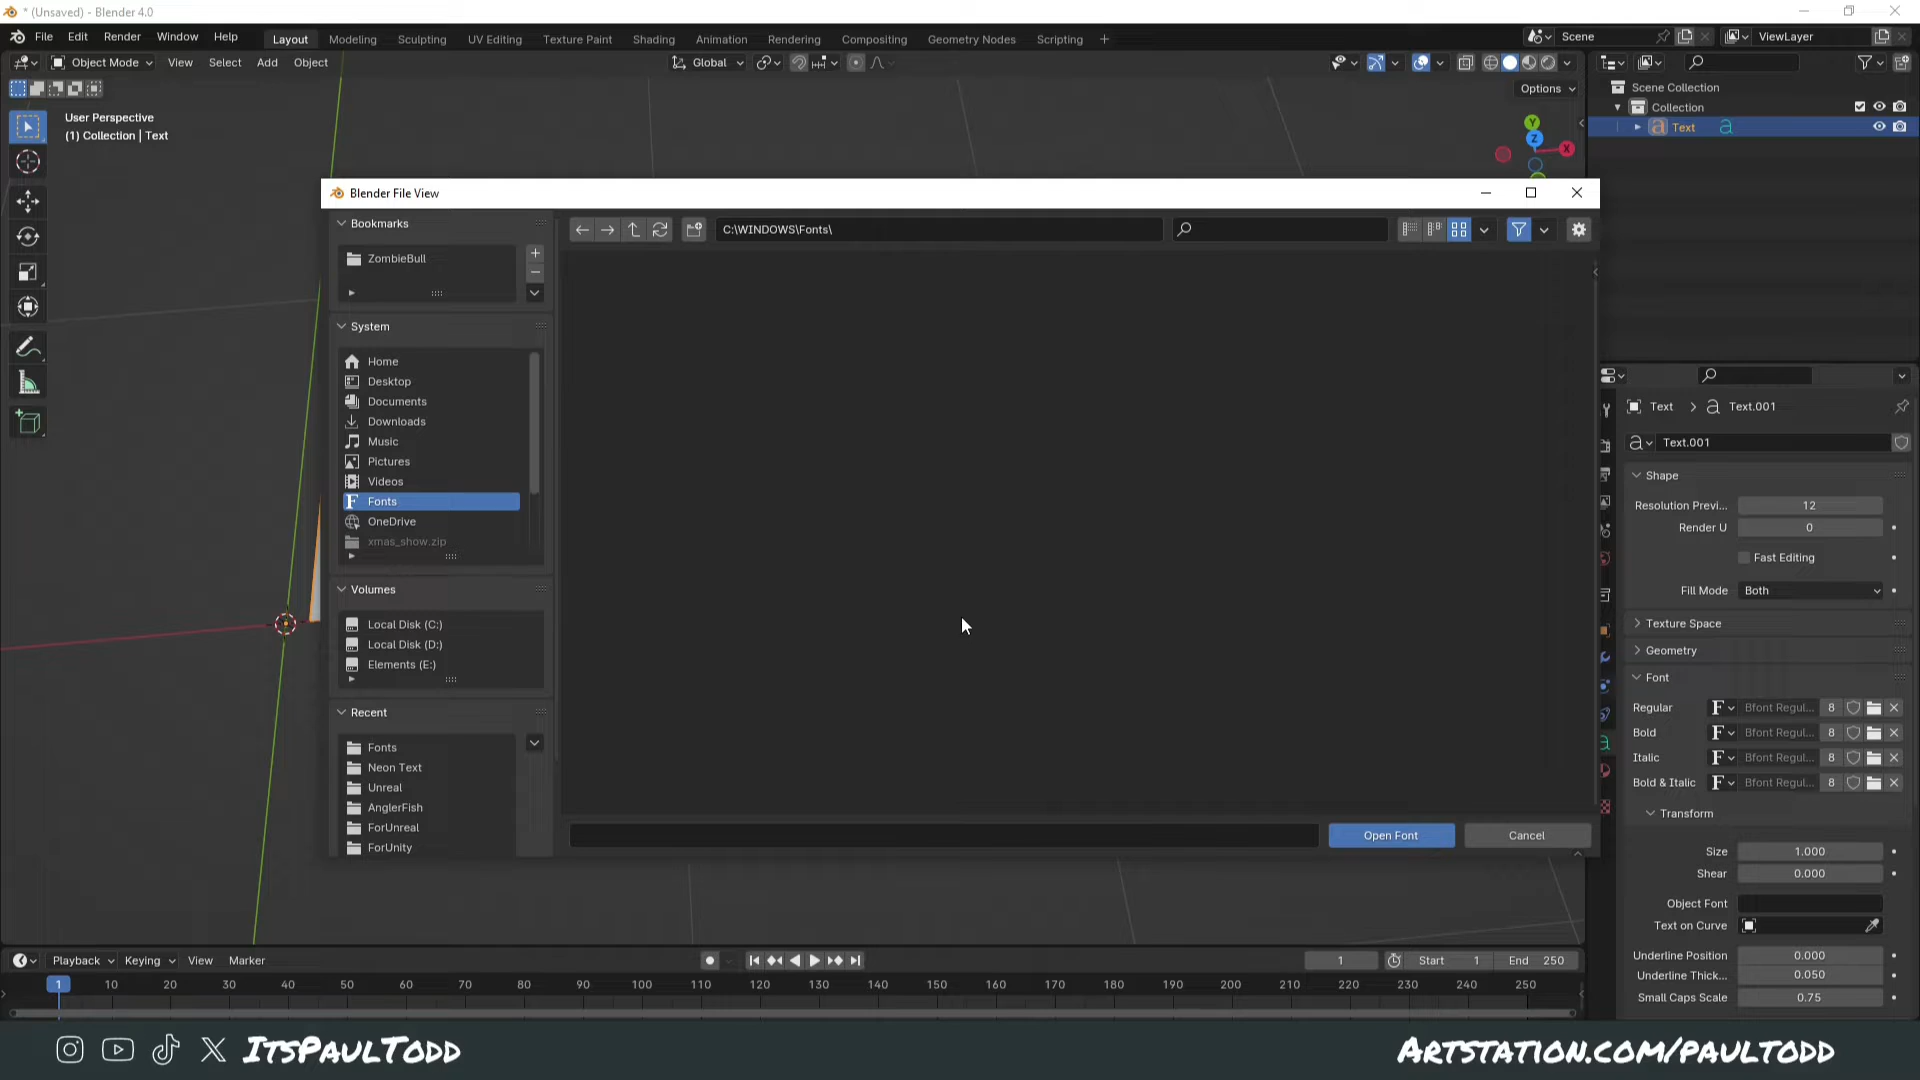 * (Unsaved) - Blender 4.0
File Edit Render Window Help Layout Modeling Sculpting UV Editing Texture Paint Shading Animation Rendering Compositing Geometry Nodes Scripting + Scene ViewLayer
Object Mode View Select Add Object Global
Options
User Perspective
(1) Collection | Text
Y
Z
X
Scene Collection
Collection
Text
Blender File View
Bookmarks
ZombieBull
C:\WINDOWS\Fonts\
System
Home
Desktop
Documents
Downloads
Music
Pictures
Videos
Fonts
OneDrive
xmas_show.zip
Volumes
Local Disk (C:)
Local Disk (D:)
Elements (E:)
Recent
Fonts
Neon Text
Unreal
AnglerFish
ForUnreal
ForUnity
Open Font Cancel
Text > Text.001
Text.001
Shape
Resolution Previ... 12
Render U 0
Fast Editing
Fill Mode Both
Texture Space
Geometry
Font
Regular F Bfont Regul... 8
Bold F Bfont Regul... 8
Italic F Bfont Regul... 8
Bold & Italic F Bfont Regul... 8
Transform
Size 1.000
Shear 0.000
Object Font
Text on Curve
Underline Position 0.000
Underline Thick... 0.050
Small Caps Scale 0.75
Playback Keying View Marker 1 Start 1 End 250
1 10 20 30 40 50 60 70 80 90 100 110 120 130 140 150 160 170 180 190 200 210 220 230 240 250
ItsPaulTodd
Artstation.com/paultodd